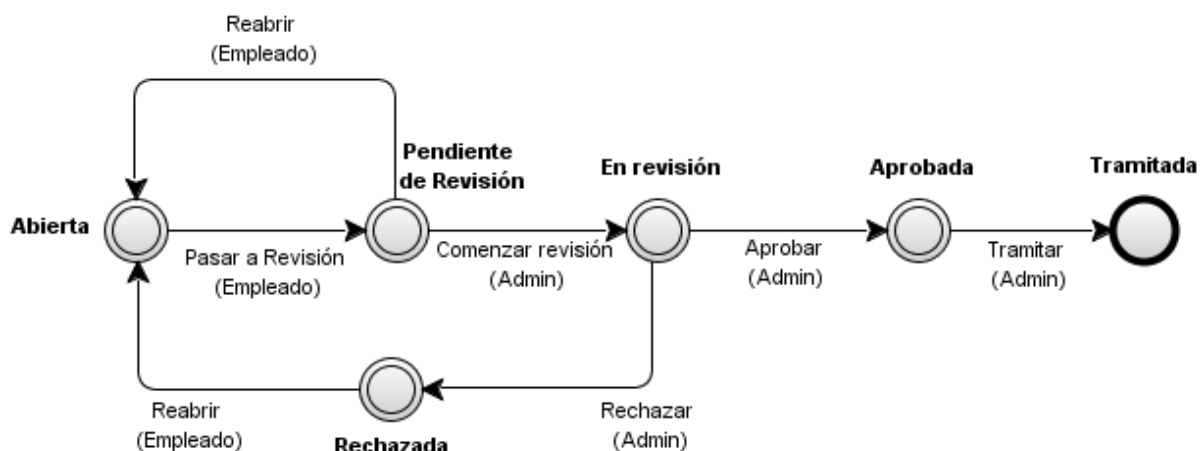 Reabrir
(Empleado)
Pendiente
de Revisión
En revisión
Aprobada
Tramitada
Abierta
Pasar a Revisión
(Empleado)
Comenzar revisión
(Admin)
Aprobar
(Admin)
Tramitar
(Admin)
Reabrir
(Empleado)
Rechazada
Rechazar
(Admin)